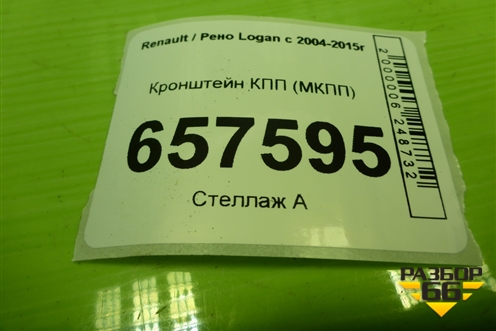 Renault / Рено Logan с 2004-2015г
Кронштейн КПП (МКПП)
657595
Стеллаж А
2000006248732
РАЗБОР
66